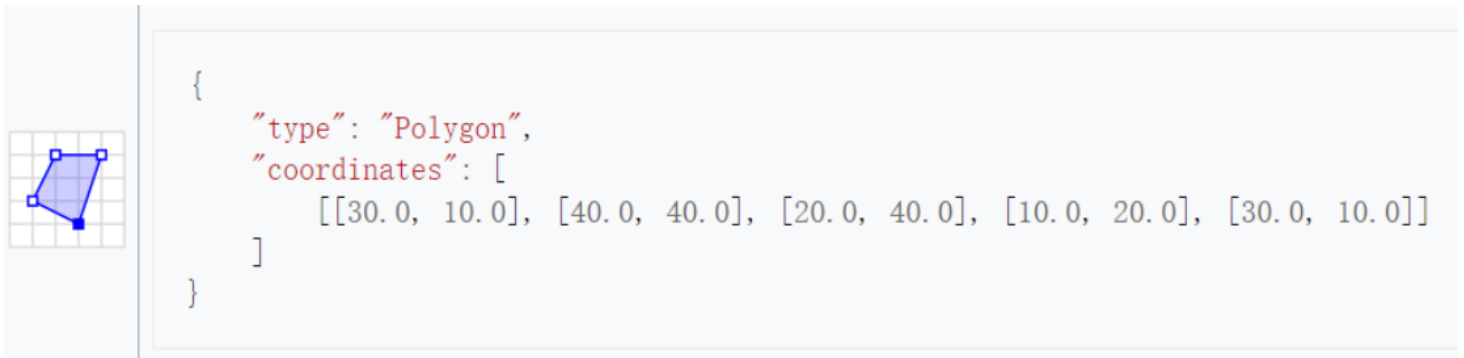 {
"type": "Polygon",
"coordinates": [
[[30.0, 10.0], [40.0, 40.0], [20.0, 40.0], [10.0, 20.0], [30.0, 10.0]]
]
}